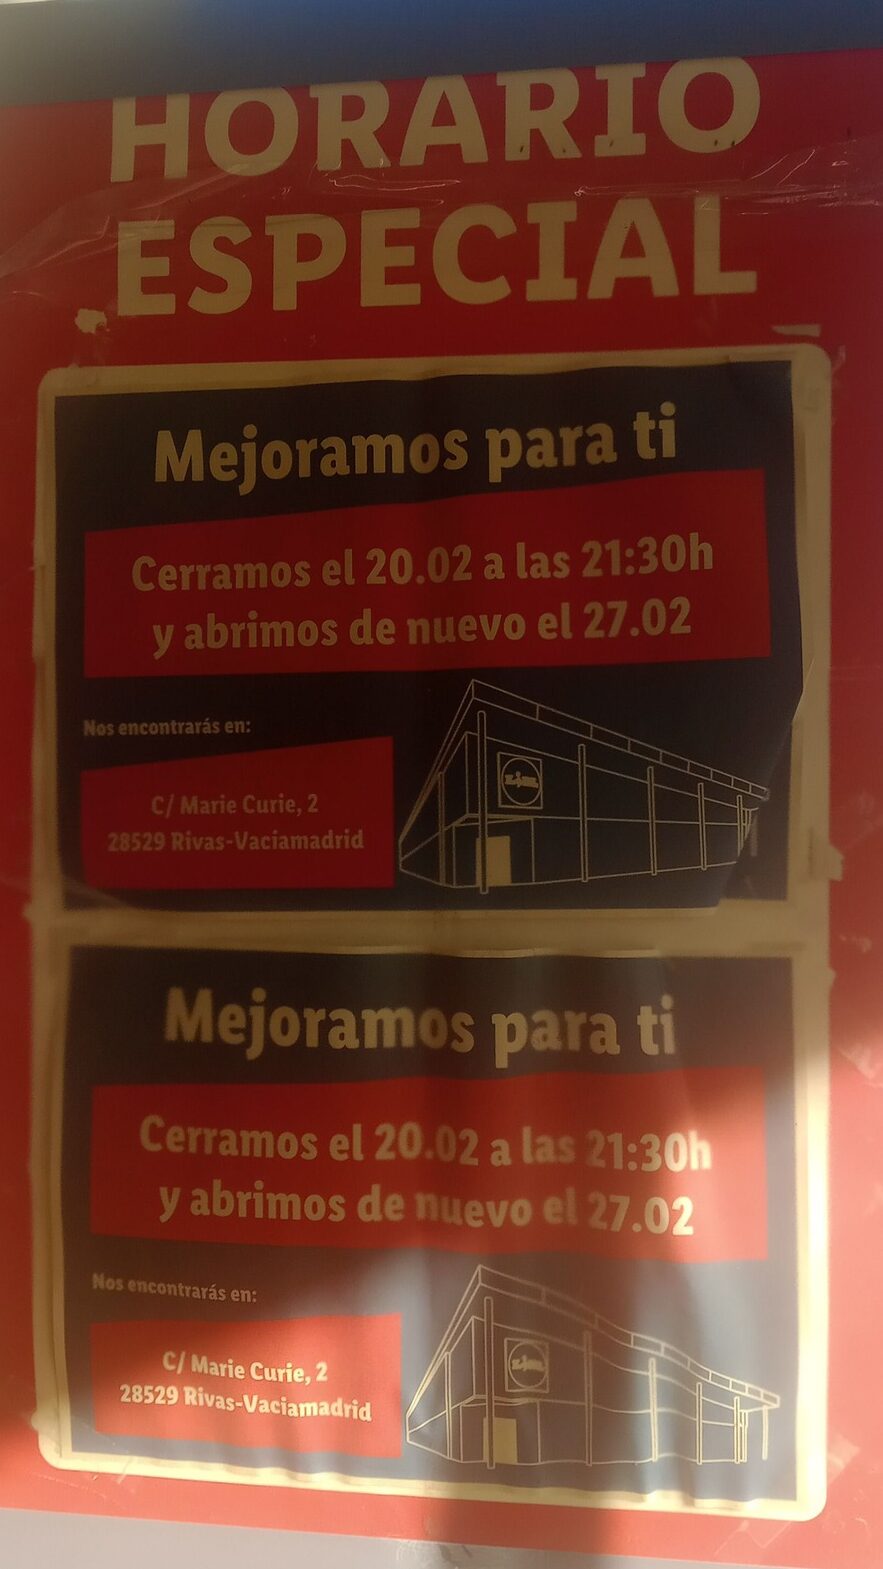 HORARIO
ESPECIAL
Mejoramos para ti
Cerramos el 20.02 a las 21:30h
y abrimos de nuevo el 27.02
Nos encontrarás en:
C/ Marie Curie, 2
28529 Rivas-Vaciamadrid
LIDL
Mejoramos para ti
Cerramos el 20.02 a las 21:30h
y abrimos de nuevo el 27.02
Nos encontrarás en:
C/ Marie Curie, 2
28529 Rivas-Vaciamadrid
LIDL